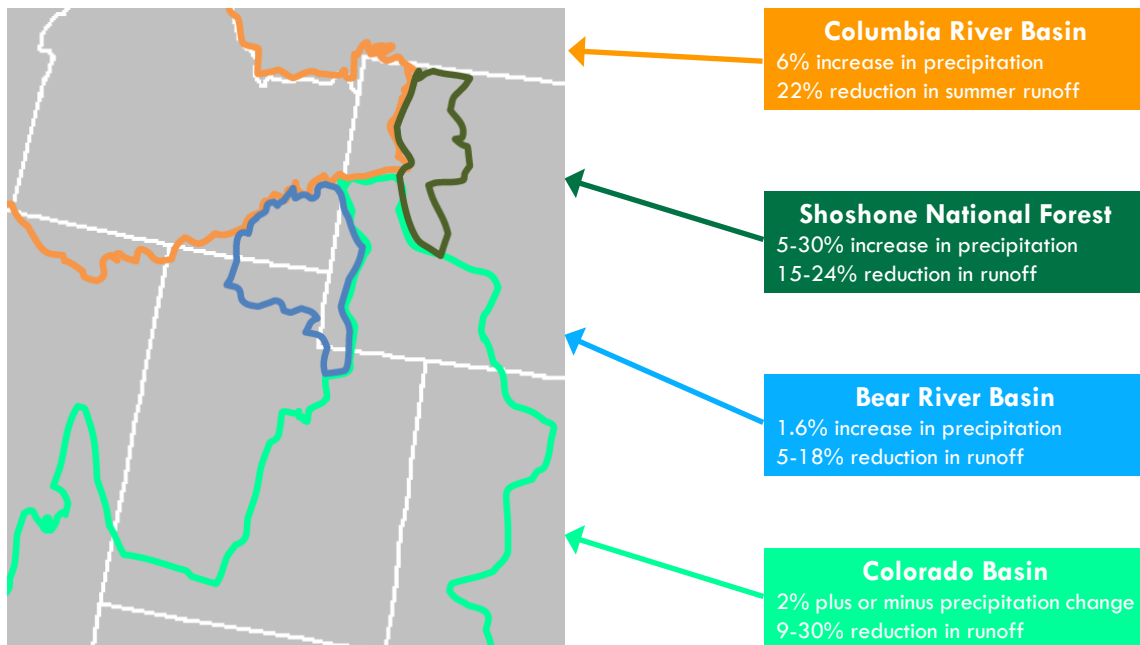 Columbia River Basin
6% increase in precipitation
22% reduction in summer runoff
Shoshone National Forest
5-30% increase in precipitation
15-24% reduction in runoff
Bear River Basin
1.6% increase in precipitation
5-18% reduction in runoff
Colorado Basin
2% plus or minus precipitation change
9-30% reduction in runoff